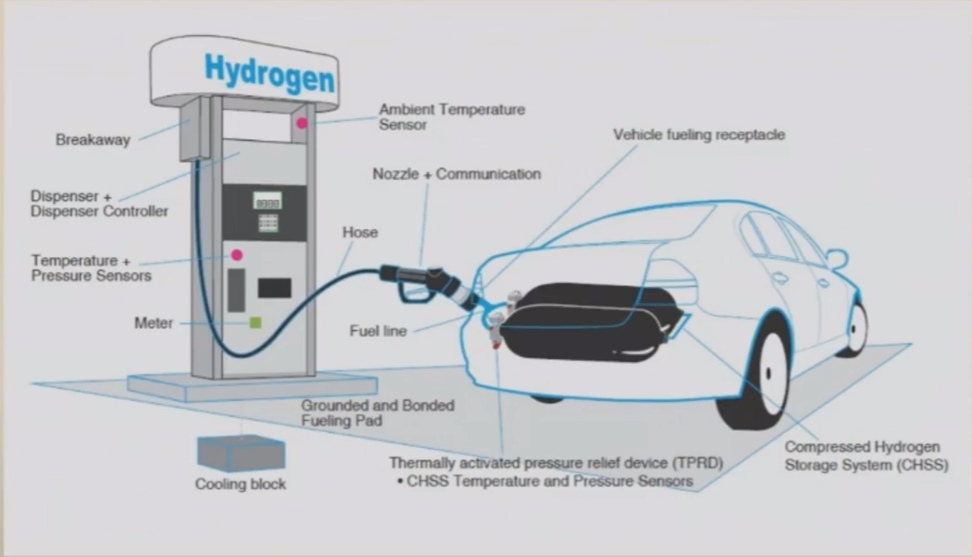 Hydrogen
Ambient Temperature
Sensor
Breakaway
Vehicle fueling receptacle
Nozzle + Communication
Dispenser +
Dispenser Controller
Hose
Temperature +
Pressure Sensors
Meter
Fuel line
Grounded and Bonded
Fueling Pad
Compressed Hydrogen
Storage System (CHSS)
Thermally activated pressure relief device (TPRD)
• CHSS Temperature and Pressure Sensors
Cooling block